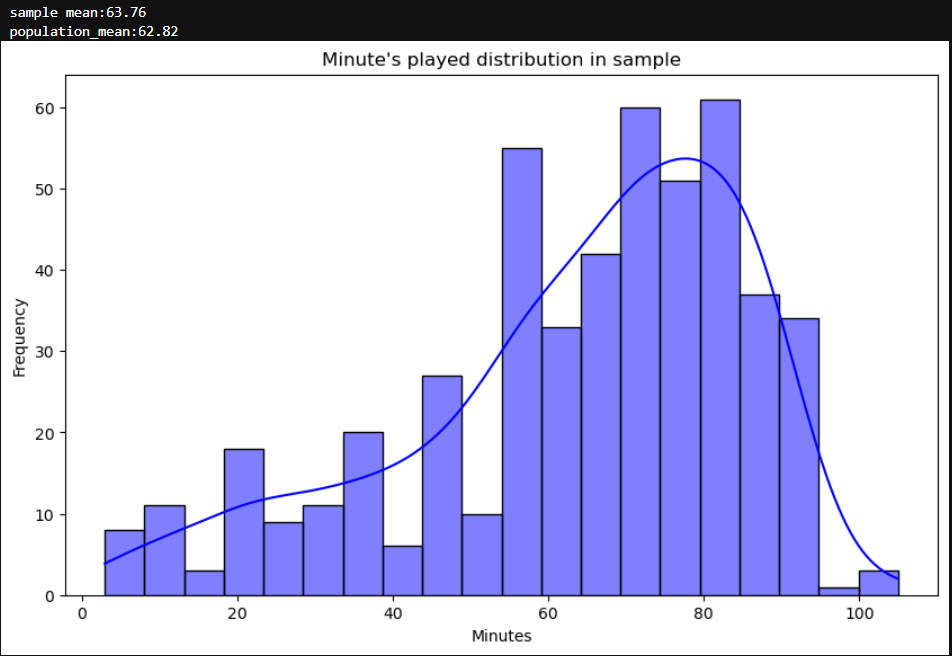 sample mean:63.76
population_mean:62.82
Minute's played distribution in sample
60
50
40
30
20
10
0
Frequency
0 20 40 60 80 100
Minutes